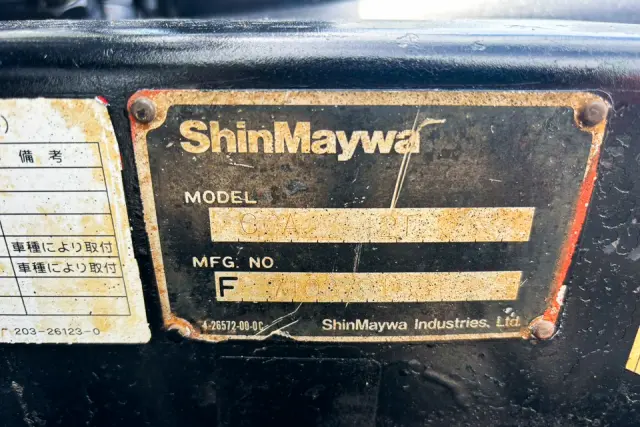 備考
車種により取付
車種により取付
203-26123-0
ShinMaywa
MODEL
MFG. NO
F
4-26572-00-0C
ShinMaywa Industries, Ltd.